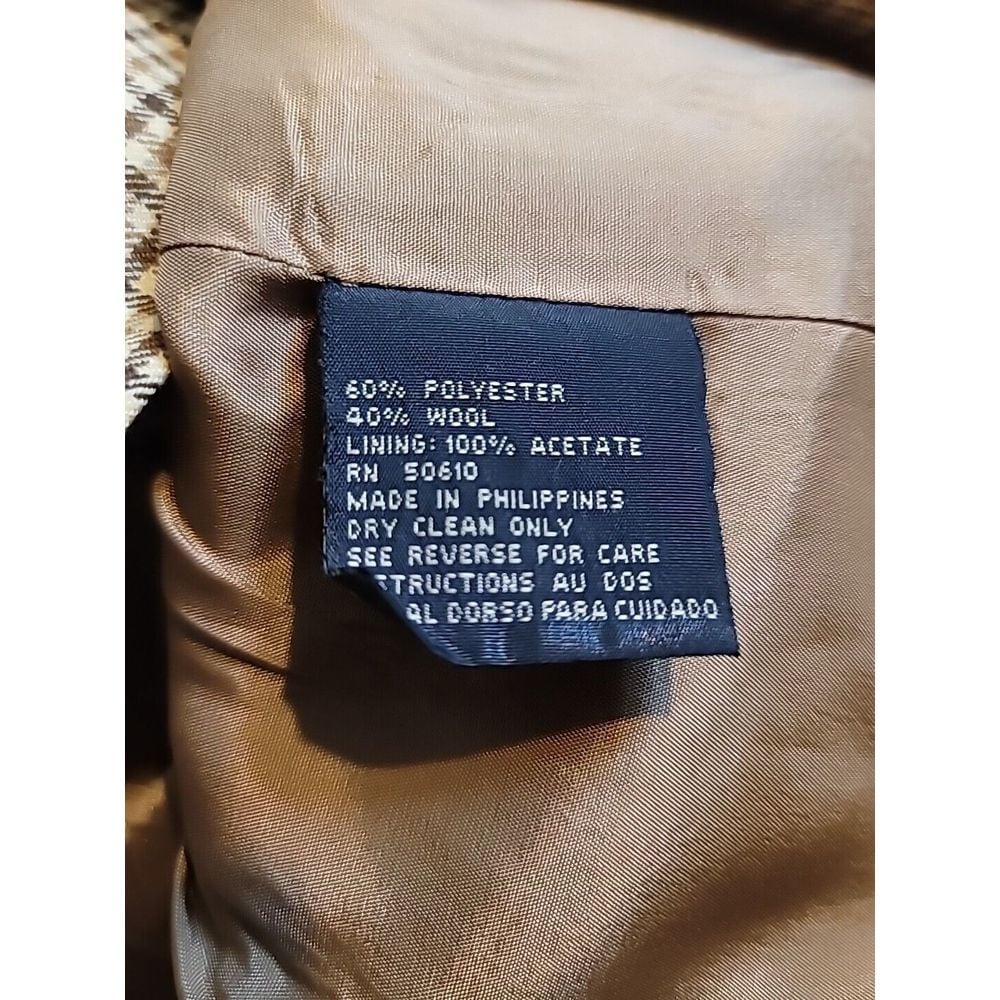 60% POLYESTER
40% WOOL
LINING: 100% ACETATE
RN 50610
MADE IN PHILIPPINES
DRY CLEAN ONLY
SEE REVERSE FOR CARE
STRUCTIONS AU DOS
AL DORSO PARA CUIDADO